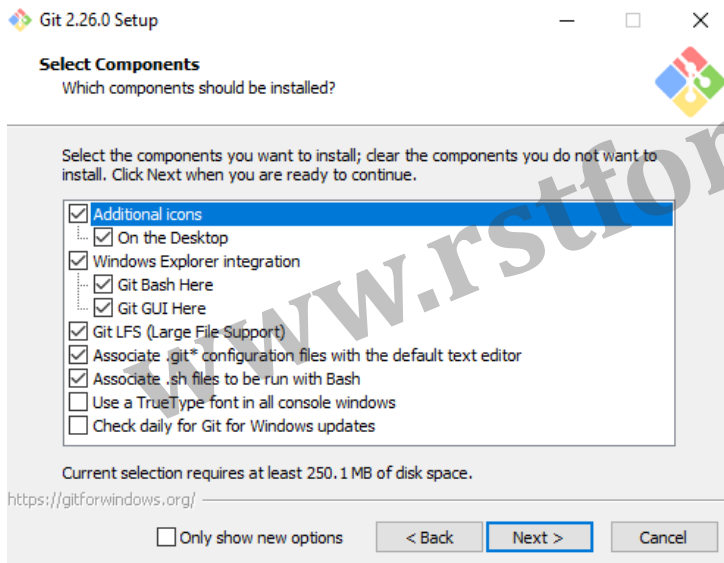 Git 2.26.0 Setup
Select Components
Which components should be installed?
Select the components you want to install; clear the components you do not want to
install. Click Next when you are ready to continue.
Additional icons
On the Desktop
Windows Explorer integration
Git Bash Here
Git GUI Here
Git LFS (Large File Support)
Associate .git* configuration files with the default text editor
Associate .sh files to be run with Bash
Use a TrueType font in all console windows
Check daily for Git for Windows updates
Current selection requires at least 250.1 MB of disk space.
https://gitforwindows.org/
Only show new options
< Back
Next >
Cancel
www.rstfor